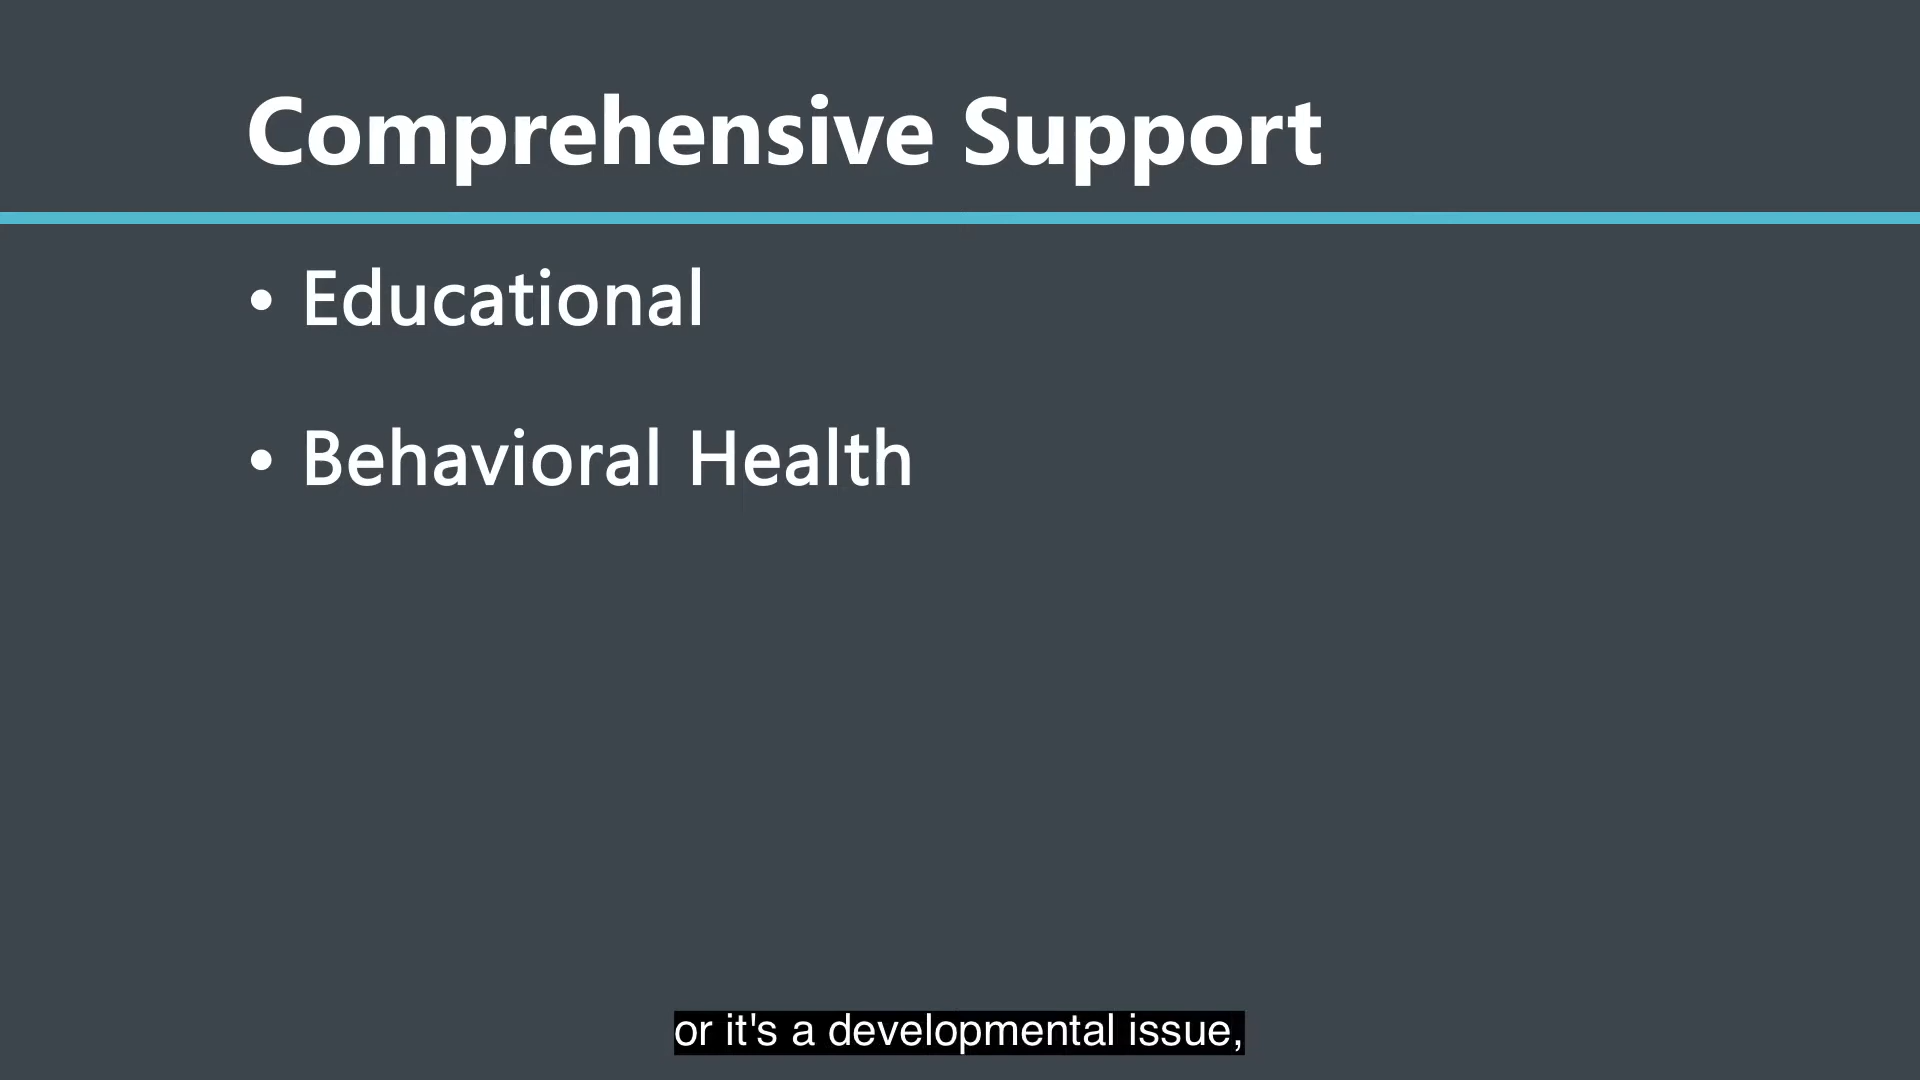 Comprehensive Support
• Educational
• Behavioral Health
or it's a developmental issue,